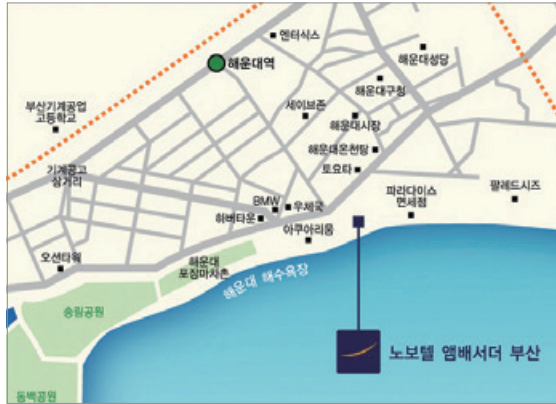 엔터식스
해운대역
해운대성당
해운대구청
부산기계공업
고등학교
세이브존
해운대시장
해운대온천탕
기계공고
삼거리
토요타
파라다이스
면세점
팔레드시즈
BMW
우체국
하버타운
아쿠아리움
오션타워
해운대
포장마차촌
해운대 해수욕장
송림공원
노보텔 앰배서더 부산
동백공원